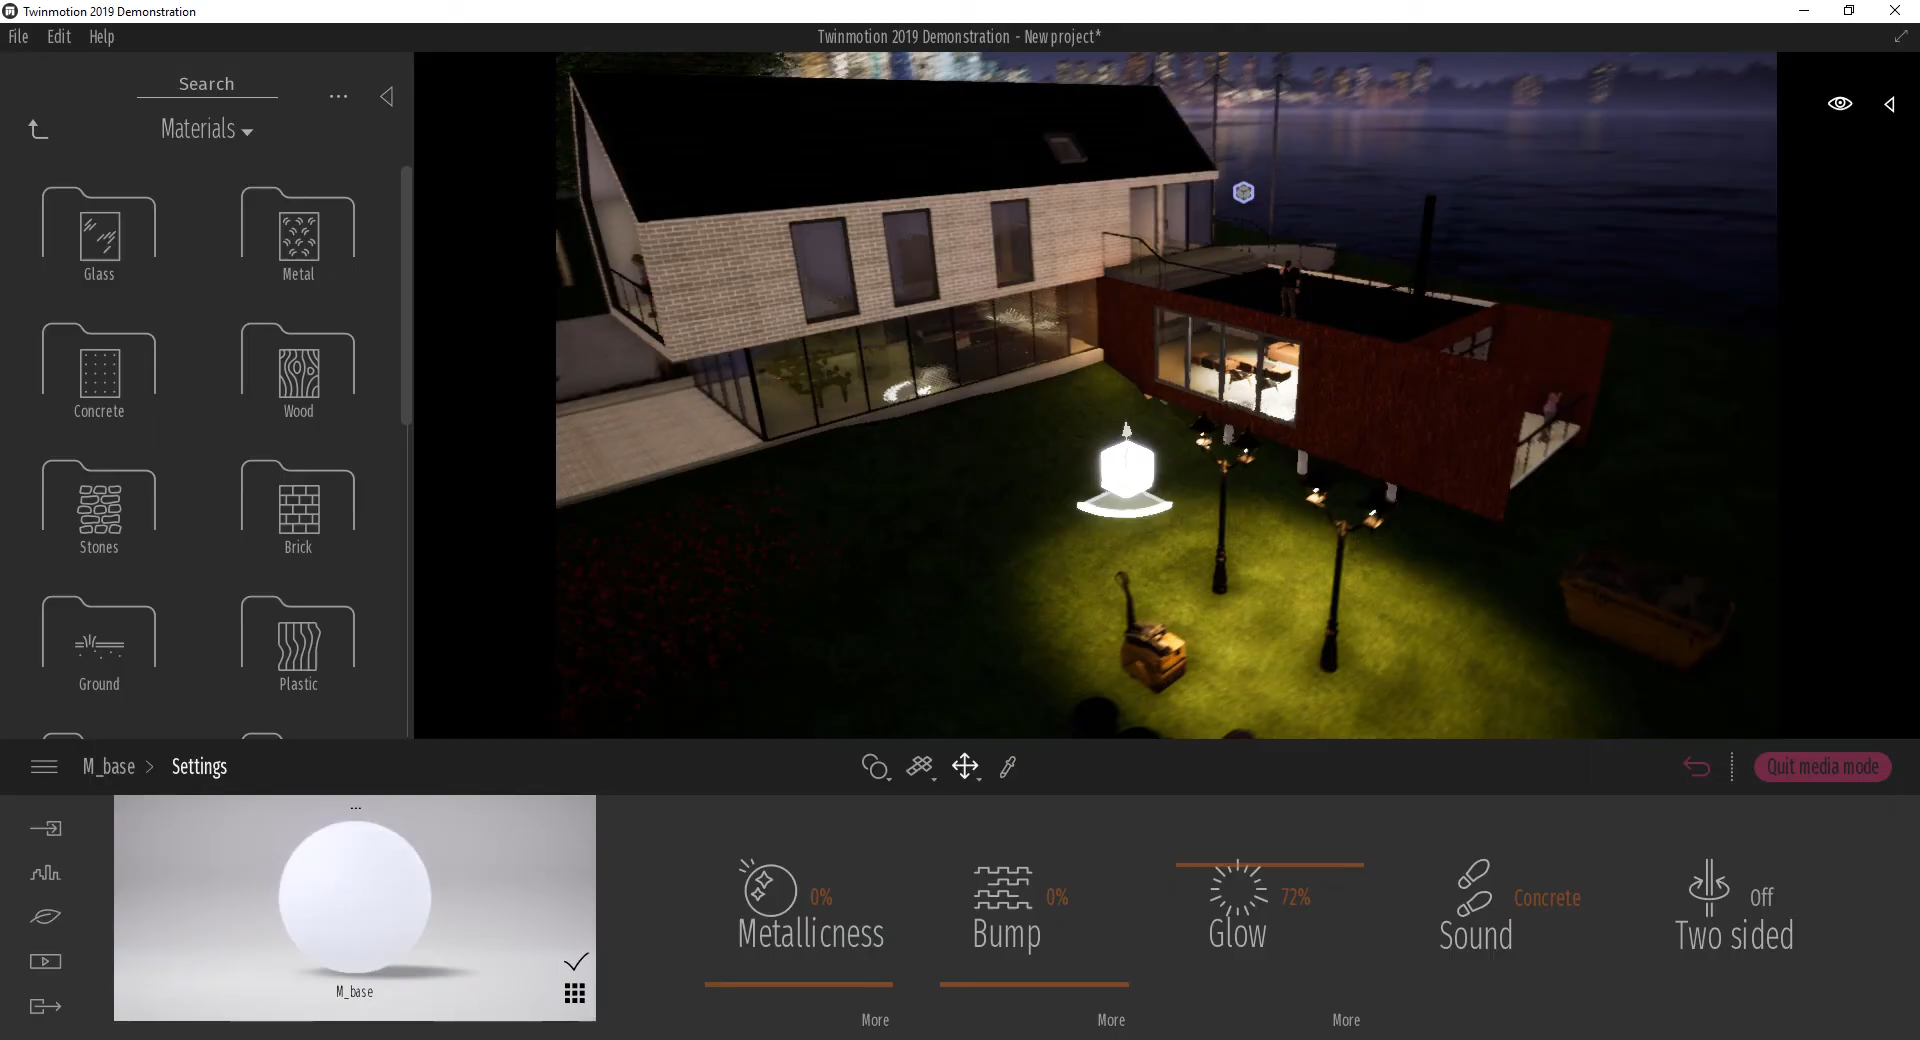 Twinmotion 2019 Demonstration
File Edit Help
Twinmotion 2019 Demonstration - New project*
Search
...
Materials
Glass Metal
Concrete Wood
Stones Brick
Ground Plastic
M_base > Settings
Quit media mode
...
M_base
0%
Metallicness
More
0%
Bump
More
72%
Glow
More
Concrete
Sound
Off
Two sided